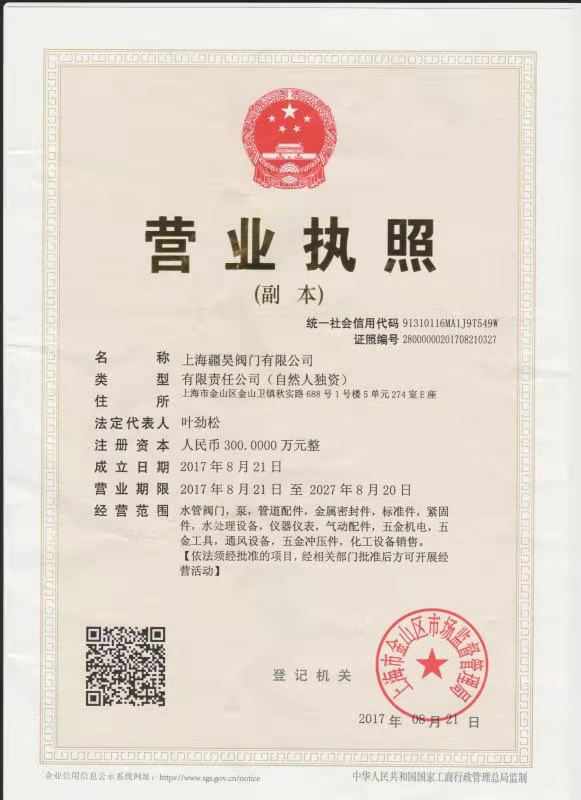 营业执照
(副 本)
统一社会信用代码 91310116MA1J9T549W
证照编号 28000000201708210327
名 称 上海疆昊阀门有限公司
类 型 有限责任公司（自然人独资）
住 所 上海市金山区金山卫镇秋实路688号1号楼5单元274室E座
法定代表人 叶劲松
注册资本 人民币300.0000万元整
成立日期 2017年8月21日
营业期限 2017年8月21日 至 2027年8月20日
经营范围 水管阀门，泵，管道配件，金属密封件，标准件，紧固
件，水处理设备，仪器仪表，气动配件，五金机电，五
金工具，通风设备，五金冲压件，化工设备销售。
【依法须经批准的项目，经相关部门批准后方可开展经
营活动】
上海市金山区市场监督管理局
登记机关
2017年 08月 21日
企业信用信息公示系统网址：https://www.sgs.gov.cn/notice
中华人民共和国国家工商行政管理总局监制